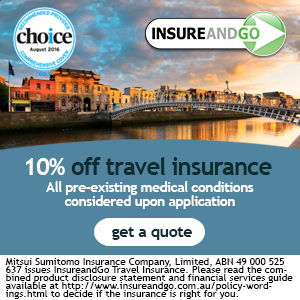 RECOMMENDED PROVIDER
choice
August 2016
COMPREHENSIVE COVER
INSUREANDGO
10% off travel insurance
All pre-existing medical conditions
considered upon application
get a quote
Mitsui Sumitomo Insurance Company, Limited, ABN 49 000 525
637 issues InsureandGo Travel Insurance. Please read the com-
bined product disclosure statement and financial services guide
available at http://www.insureandgo.com.au/policy-word-
ings.html to decide if the insurance is right for you.